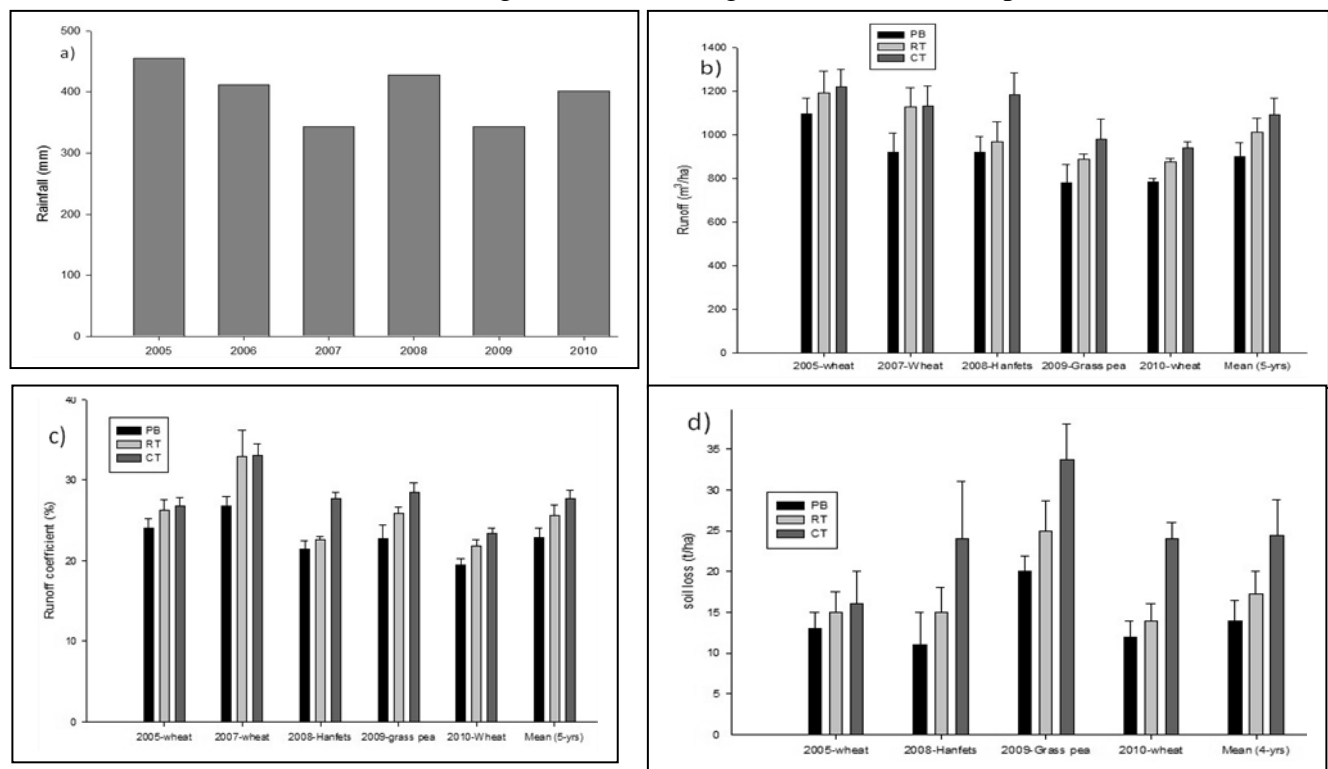 a)
Rainfall (mm)
500
400
300
200
100
0
2005 2006 2007 2008 2009 2010
b)
PB
RT
CT
Runoff (m³/ha)
1400
1200
1000
800
600
400
200
0
2005-wheat 2007-Wheat 2008-Hanfets 2009-Grass pea 2010-wheat Mean (5-yrs)
c)
PB
RT
CT
Runoff coefficient (%)
40
30
20
10
0
2005-wheat 2007-wheat 2008-Hanfets 2009-grass pea 2010-Wheat Mean (5-yrs)
d)
PB
RT
CT
soil loss (t/ha)
35
30
25
20
15
10
5
0
2005-wheat 2008-Hanfets 2009-Grass pea 2010-wheat Mean (4-yrs)